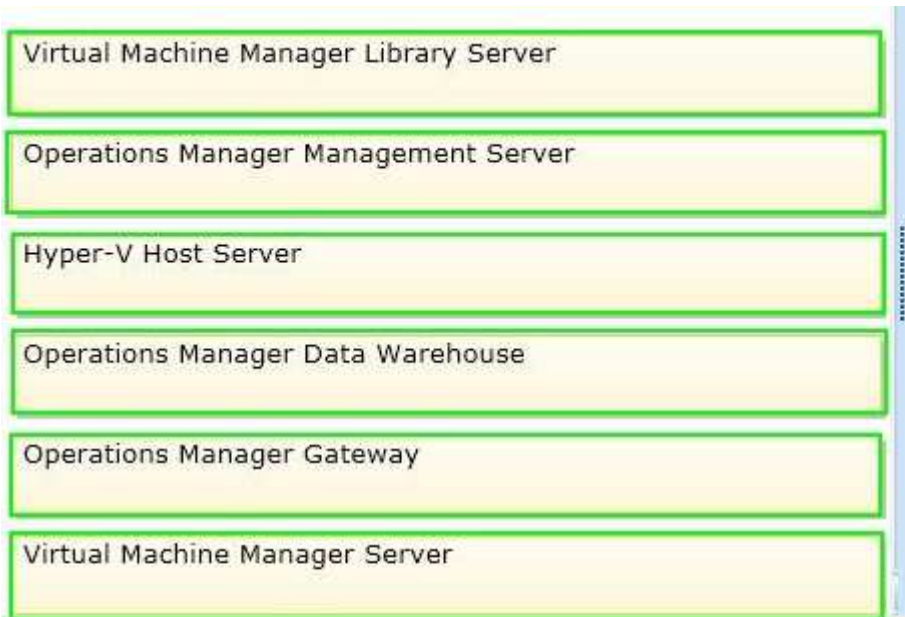 Virtual Machine Manager Library Server
Operations Manager Management Server
Hyper-V Host Server
Operations Manager Data Warehouse
Operations Manager Gateway
Virtual Machine Manager Server